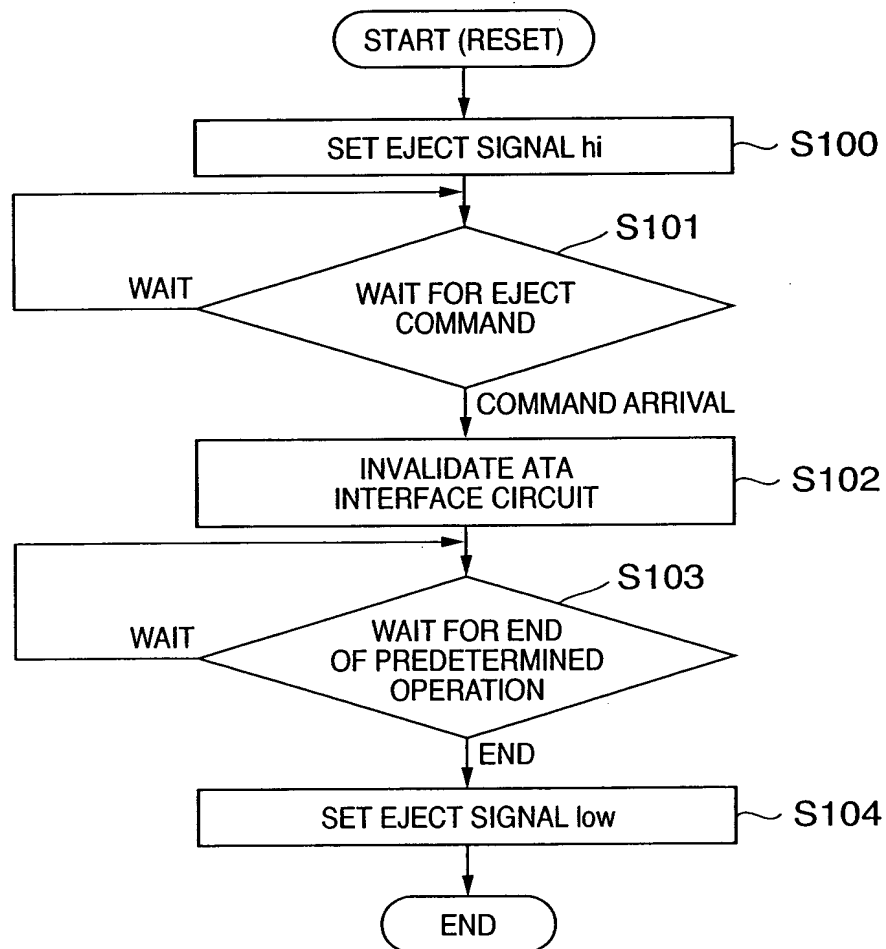 START (RESET)
SET EJECT SIGNAL hi
S100
S101
WAIT
WAIT FOR EJECT
COMMAND
COMMAND ARRIVAL
INVALIDATE ATA
INTERFACE CIRCUIT
S102
S103
WAIT
WAIT FOR END
OF PREDETERMINED
OPERATION
END
SET EJECT SIGNAL low
S104
END